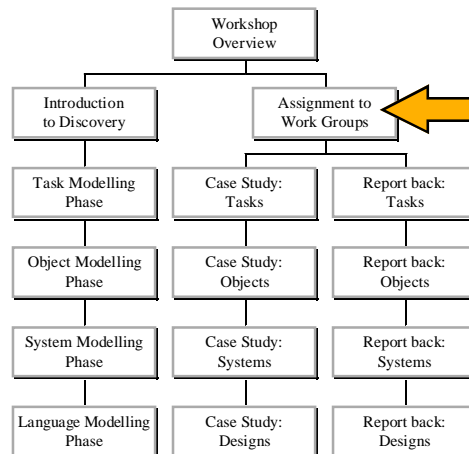 Workshop
Overview
Introduction
to Discovery
Assignment to
Work Groups
Task Modelling
Phase
Case Study:
Tasks
Report back:
Tasks
Object Modelling
Phase
Case Study:
Objects
Report back:
Objects
System Modelling
Phase
Case Study:
Systems
Report back:
Systems
Language Modelling
Phase
Case Study:
Designs
Report back:
Designs